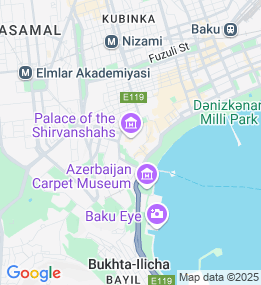 KUBINKA
ASAMAL
Baku
Nizami
Fuzuli St
Elmlar Akademiyasi
E119
Dənizkənar
Milli Park
Palace of the
Shirvanshahs
Azerbaijan
Carpet Museum
Baku Eye
Bukhta-Ilicha
E119
BAYIL
Google
Map data ©2025